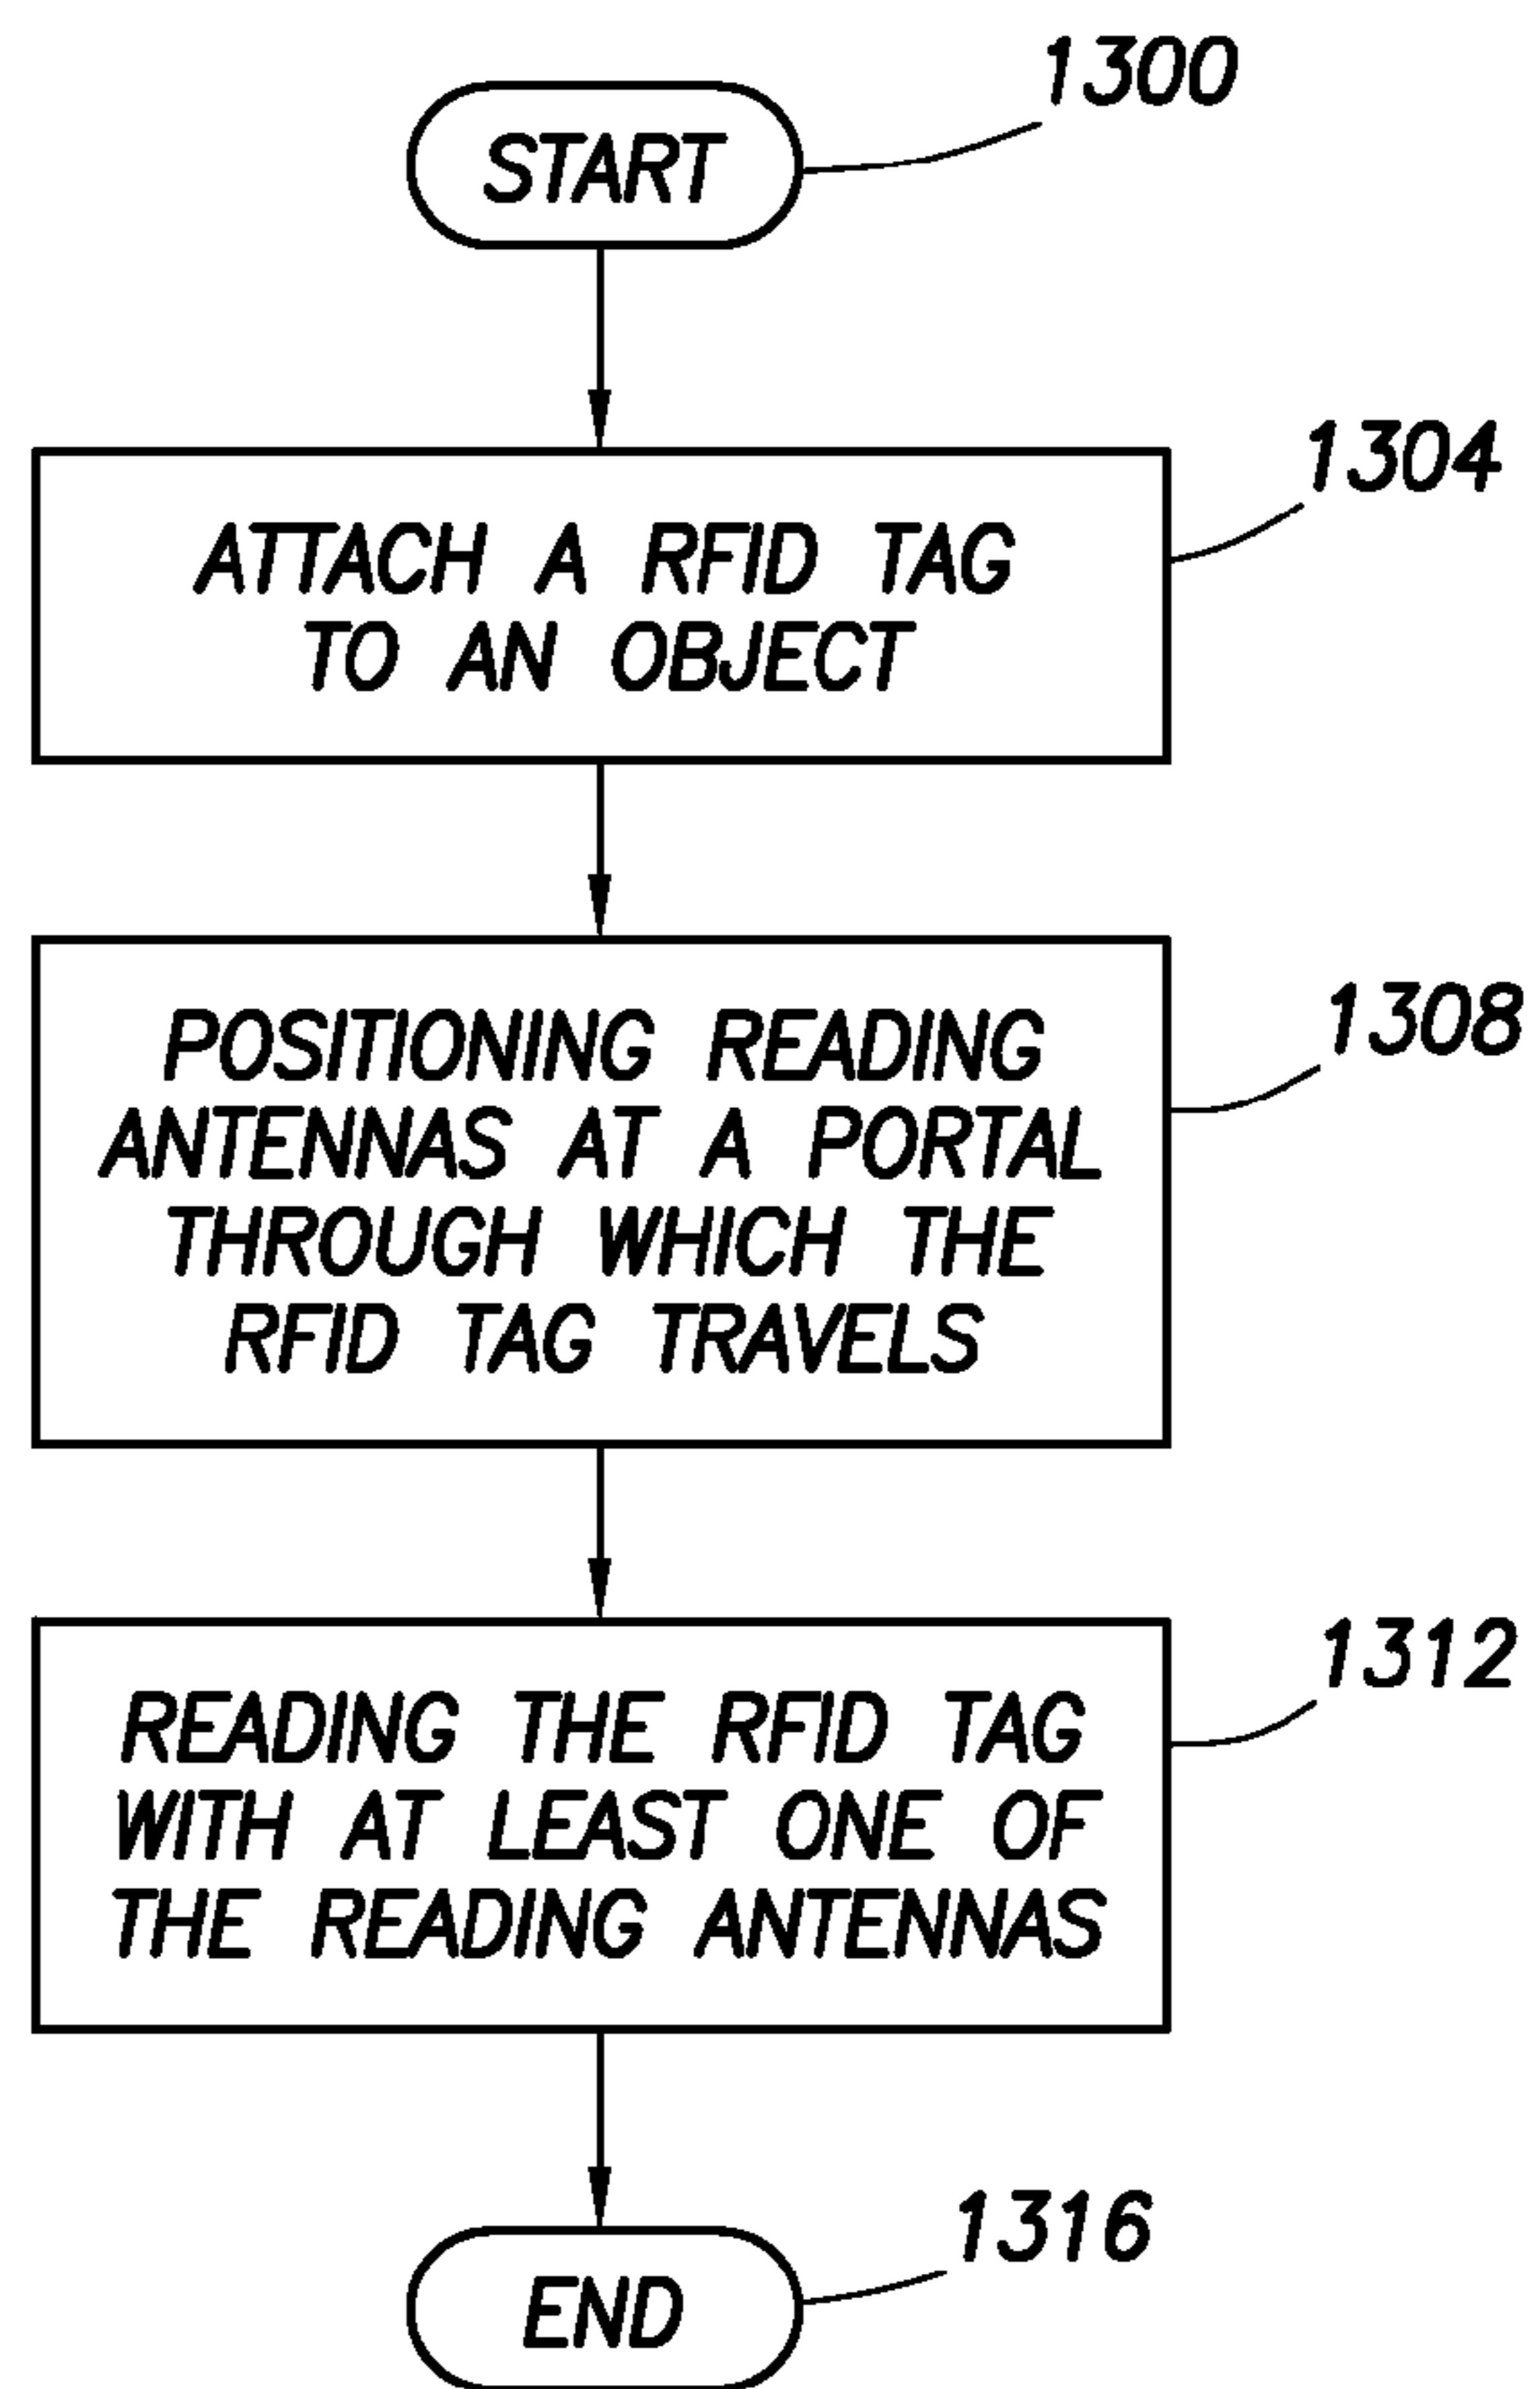 1300
START
1304
ATTACH A RFID TAG
TO AN OBJECT
1308
POSITIONING READING
ANTENNAS AT A PORTAL
THROUGH WHICH THE
RFID TAG TRAVELS
1312
READING THE RFID TAG
WITH AT LEAST ONE OF
THE READING ANTENNAS
1316
END